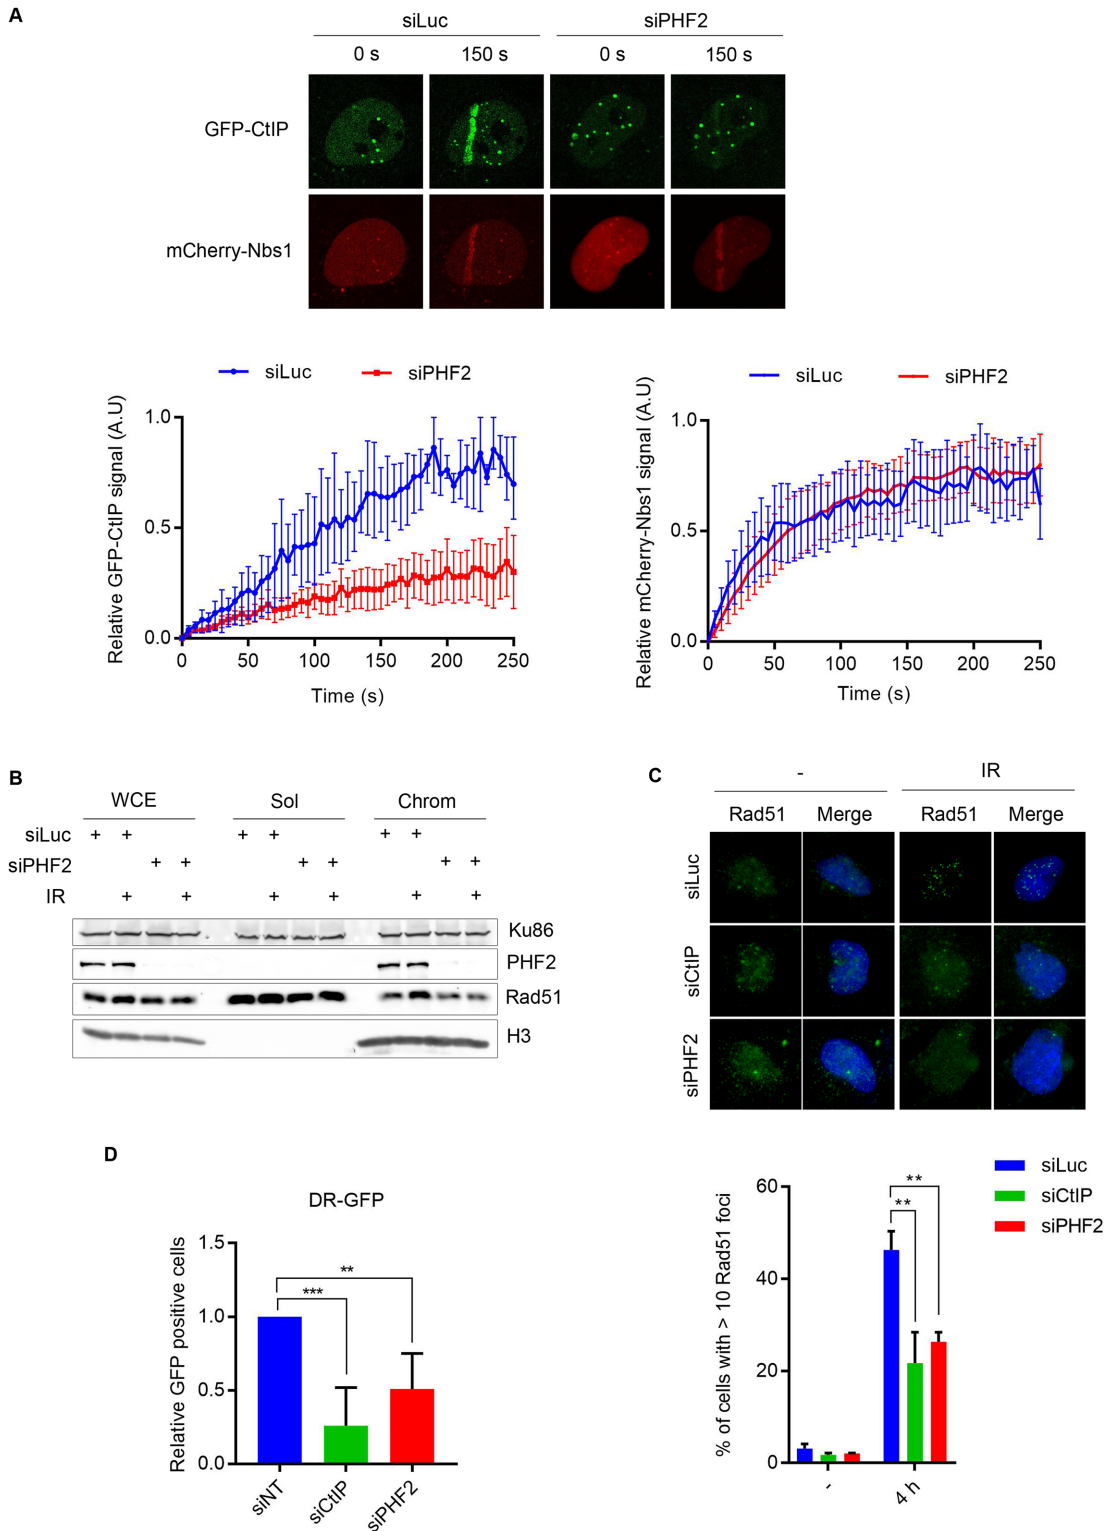 A
siLuc siPHF2
0 s 150 s 0 s 150 s
GFP-CtIP
mCherry-Nbs1
siLuc siPHF2
Relative GFP-CtIP signal (A.U)
1.0
0.5
0.0
0 50 100 150 200 250
Time (s)
siLuc siPHF2
Relative mCherry-Nbs1 signal (A.U)
1.0
0.5
0.0
0 50 100 150 200 250
Time (s)
B
WCE Sol Chrom
siLuc + + + + + +
siPHF2 + + + + + +
IR + + + + + +
Ku86
PHF2
Rad51
H3
C
- IR
Rad51 Merge Rad51 Merge
siLuc
siCtIP
siPHF2
siLuc
siCtIP
siPHF2
% of cells with > 10 Rad51 foci
60
40
20
0
**
**
- 4 h
D
DR-GFP
Relative GFP positive cells
1.5
1.0
0.5
0.0
**
***
siNT siCtIP siPHF2